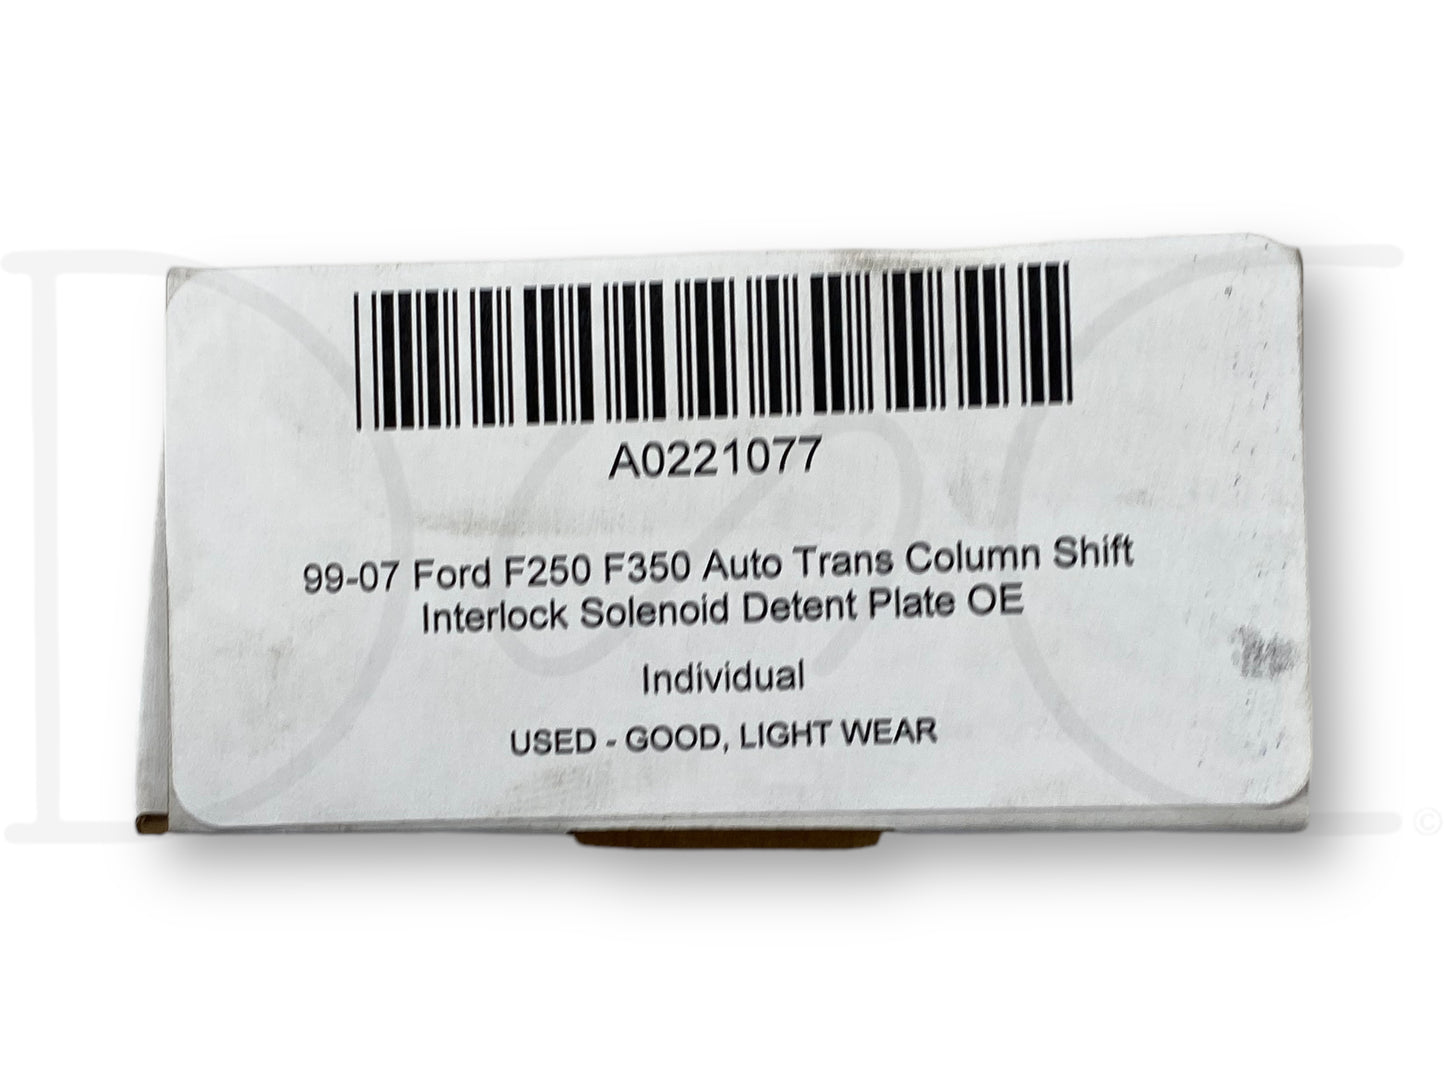 A0221077
99-07 Ford F250 F350 Auto Trans Column Shift
Interlock Solenoid Detent Plate OE
Individual
USED - GOOD, LIGHT WEAR
©